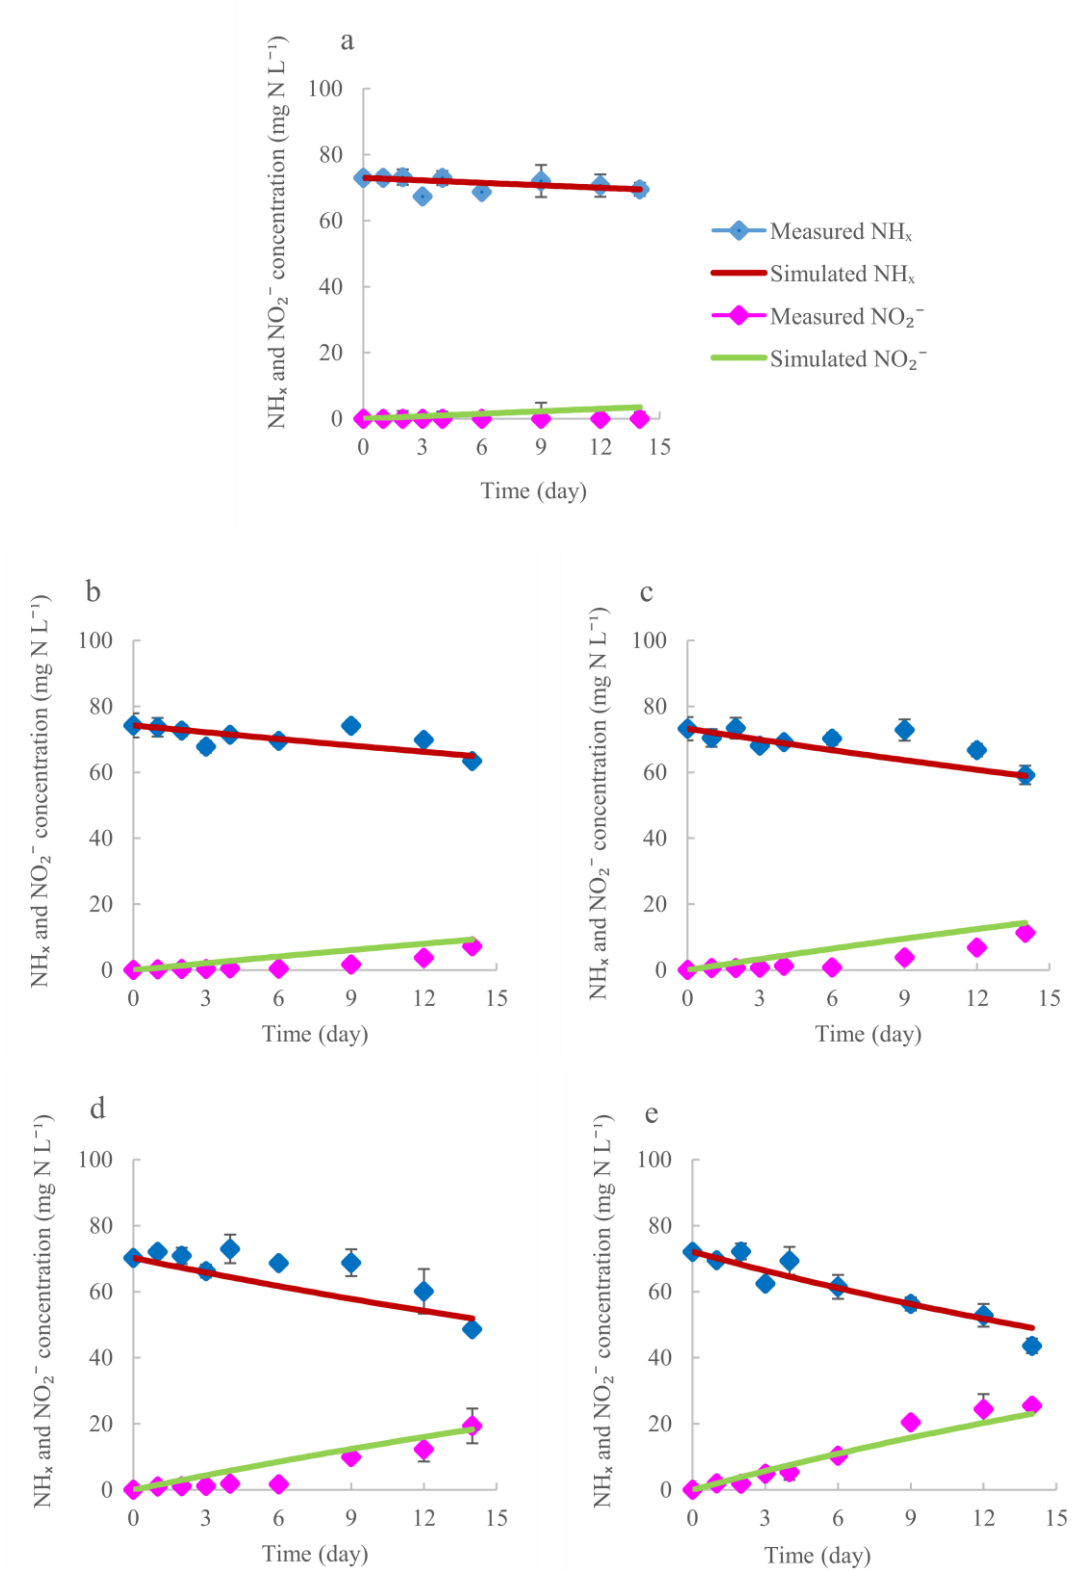 a
NHₓ and NO₂⁻ concentration (mg N L⁻¹)
100
80
60
40
20
0
0 3 6 9 12 15
Time (day)
Measured NHₓ
Simulated NHₓ
Measured NO₂⁻
Simulated NO₂⁻
b
NHₓ and NO₂⁻ concentration (mg N L⁻¹)
100
80
60
40
20
0
0 3 6 9 12 15
Time (day)
c
NHₓ and NO₂⁻ concentration (mg N L⁻¹)
100
80
60
40
20
0
0 3 6 9 12 15
Time (day)
d
NHₓ and NO₂⁻ concentration (mg N L⁻¹)
100
80
60
40
20
0
0 3 6 9 12 15
Time (day)
e
NHₓ and NO₂⁻ concentration (mg N L⁻¹)
100
80
60
40
20
0
0 3 6 9 12 15
Time (day)